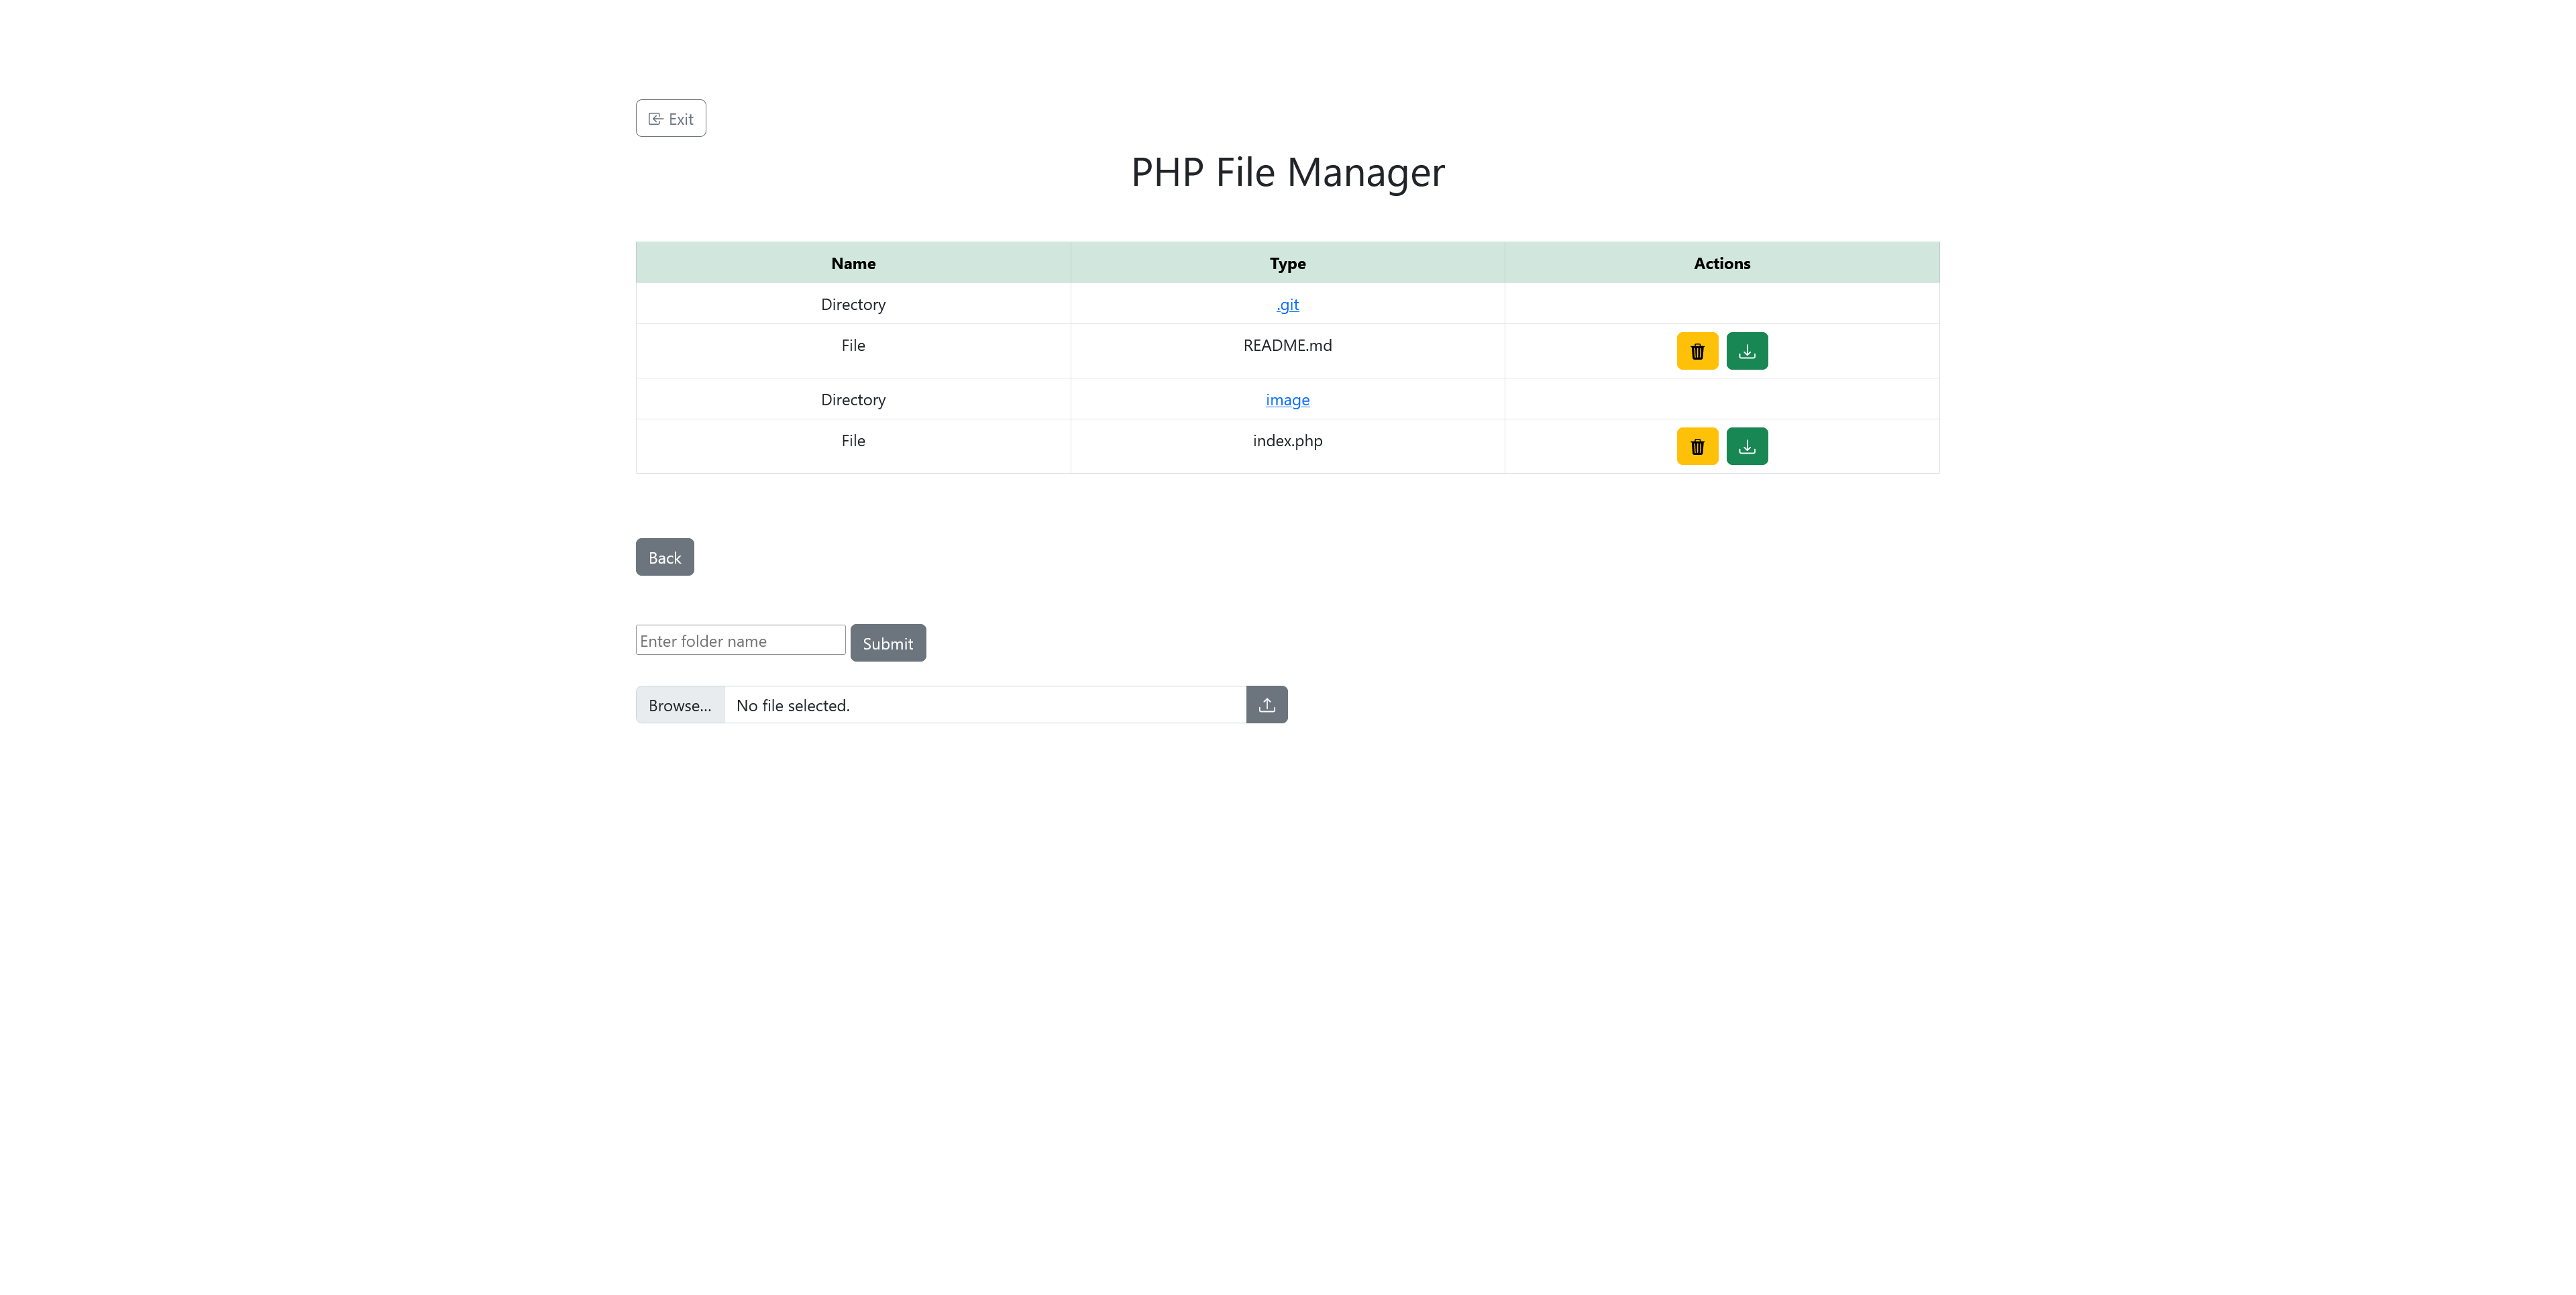 Exit
PHP File Manager
Name Type Actions
Directory .git
File README.md
Directory image
File index.php
Back
Enter folder name Submit
Browse... No file selected.